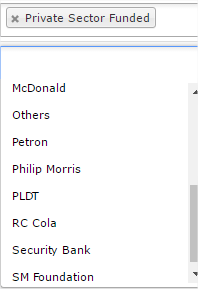 Private Sector Funded
McDonald
Others
Petron
Philip Morris
PLDT
RC Cola
Security Bank
SM Foundation